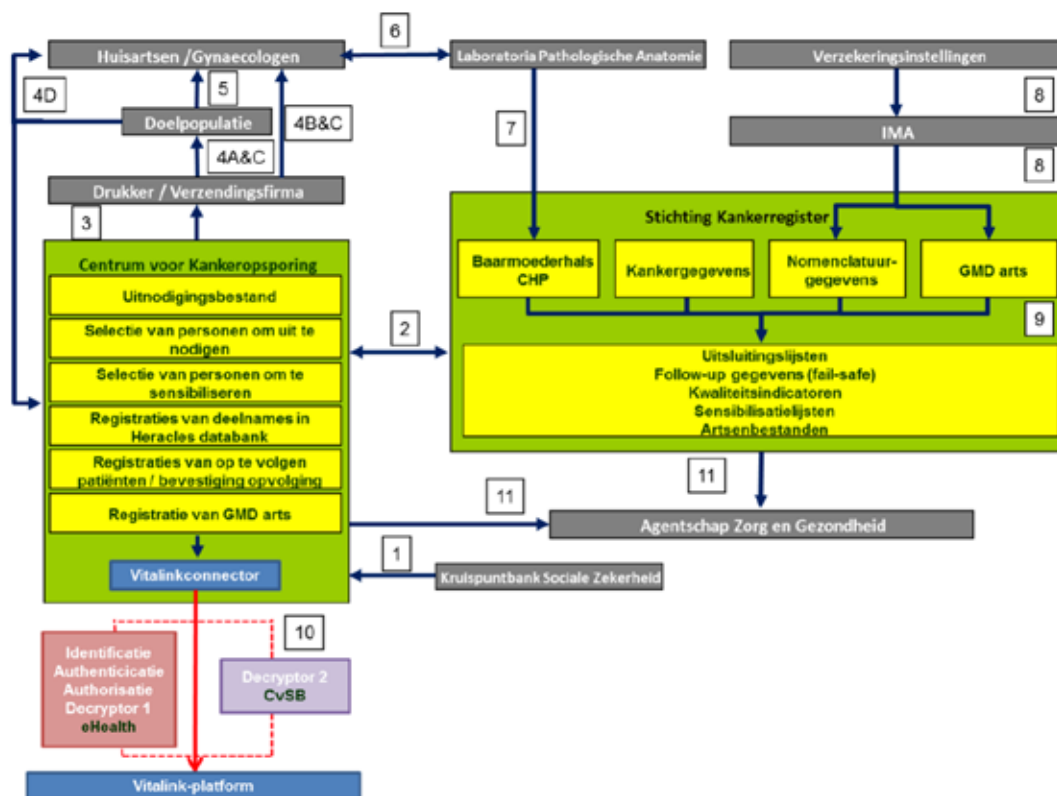 6
Huisartsen /Gynaecologen
Laboratoria Pathologische Anatomie
Verzekeringsinstellingen
4D
5
4B&C
7
8
Doelpopulatie
IMA
4A&C
8
Drukker / Verzendingsfirma
3
Stichting Kankerregister
Centrum voor Kankeropsporing
Baarmoederhals
CHP
Kankergegevens
Nomenclatuur-
gegevens
GMD arts
Uitnodigingsbestand
9
2
Selectie van personen om uit te
nodigen
Selectie van personen om te
sensibiliseren
Registraties van deelnames in
Heracles databank
Registraties van op te volgen
patiënten / bevestiging opvolging
Registratie van GMD arts
Uitsluitingslijsten
Follow-up gegevens (fail-safe)
Kwaliteitsindicatoren
Sensibilisatielijsten
Artsenbestanden
11
11
Agentschap Zorg en Gezondheid
1
Vitalinkconnector
Kruispuntbank Sociale Zekerheid
10
Identificatie
Authenticicatie
Authorisatie
Decryptor 1
eHealth
Decryptor 2
CvSB
Vitalink-platform